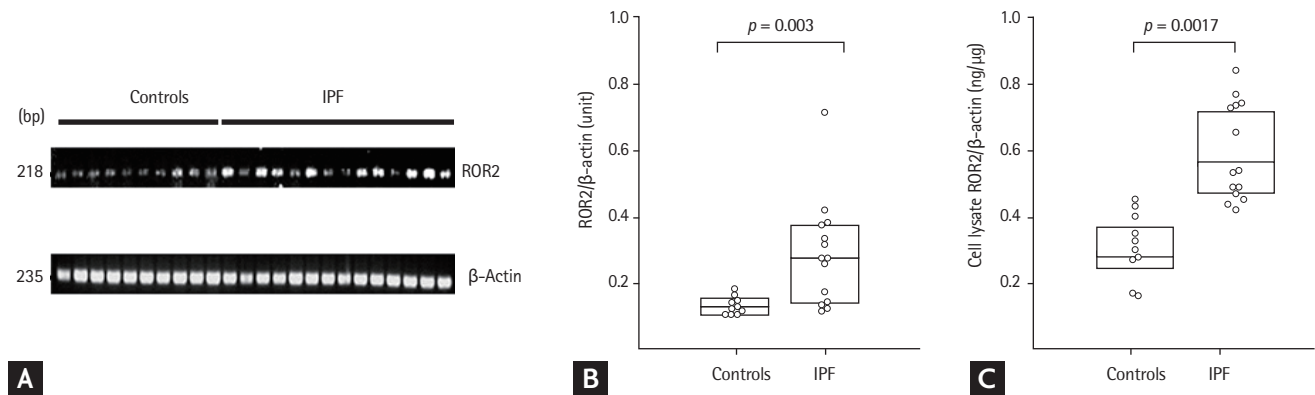 Controls IPF
(bp)
218 ROR2
235 β-Actin
A
1.0
0.8
0.6
0.4
0.2
ROR2/β-actin (unit)
p = 0.003
Controls IPF
B
1.0
0.8
0.6
0.4
0.2
Cell lysate ROR2/β-actin (ng/μg)
p = 0.0017
Controls IPF
C